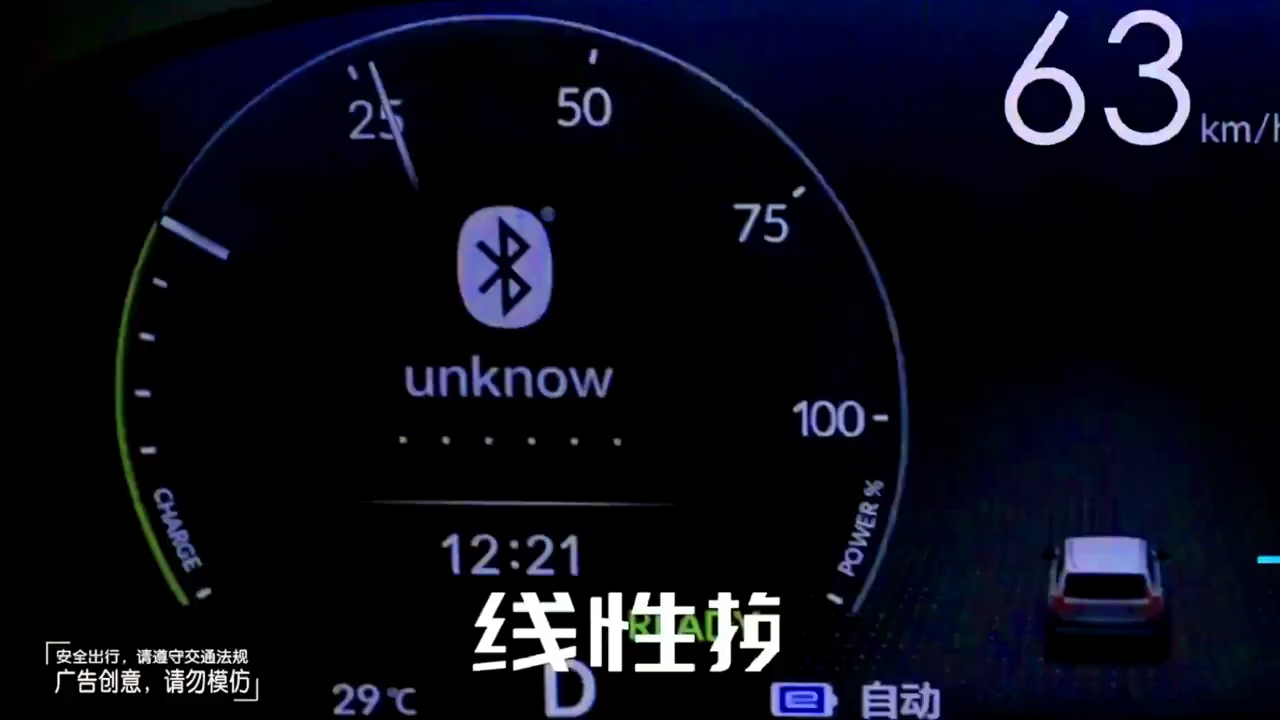 63
km/h
25
50
75
unknow
100
CHARGE
POWER %
12:21
READY
线性
安全出行，请遵守交通法规
广告创意，请勿模仿
D
29℃
自动